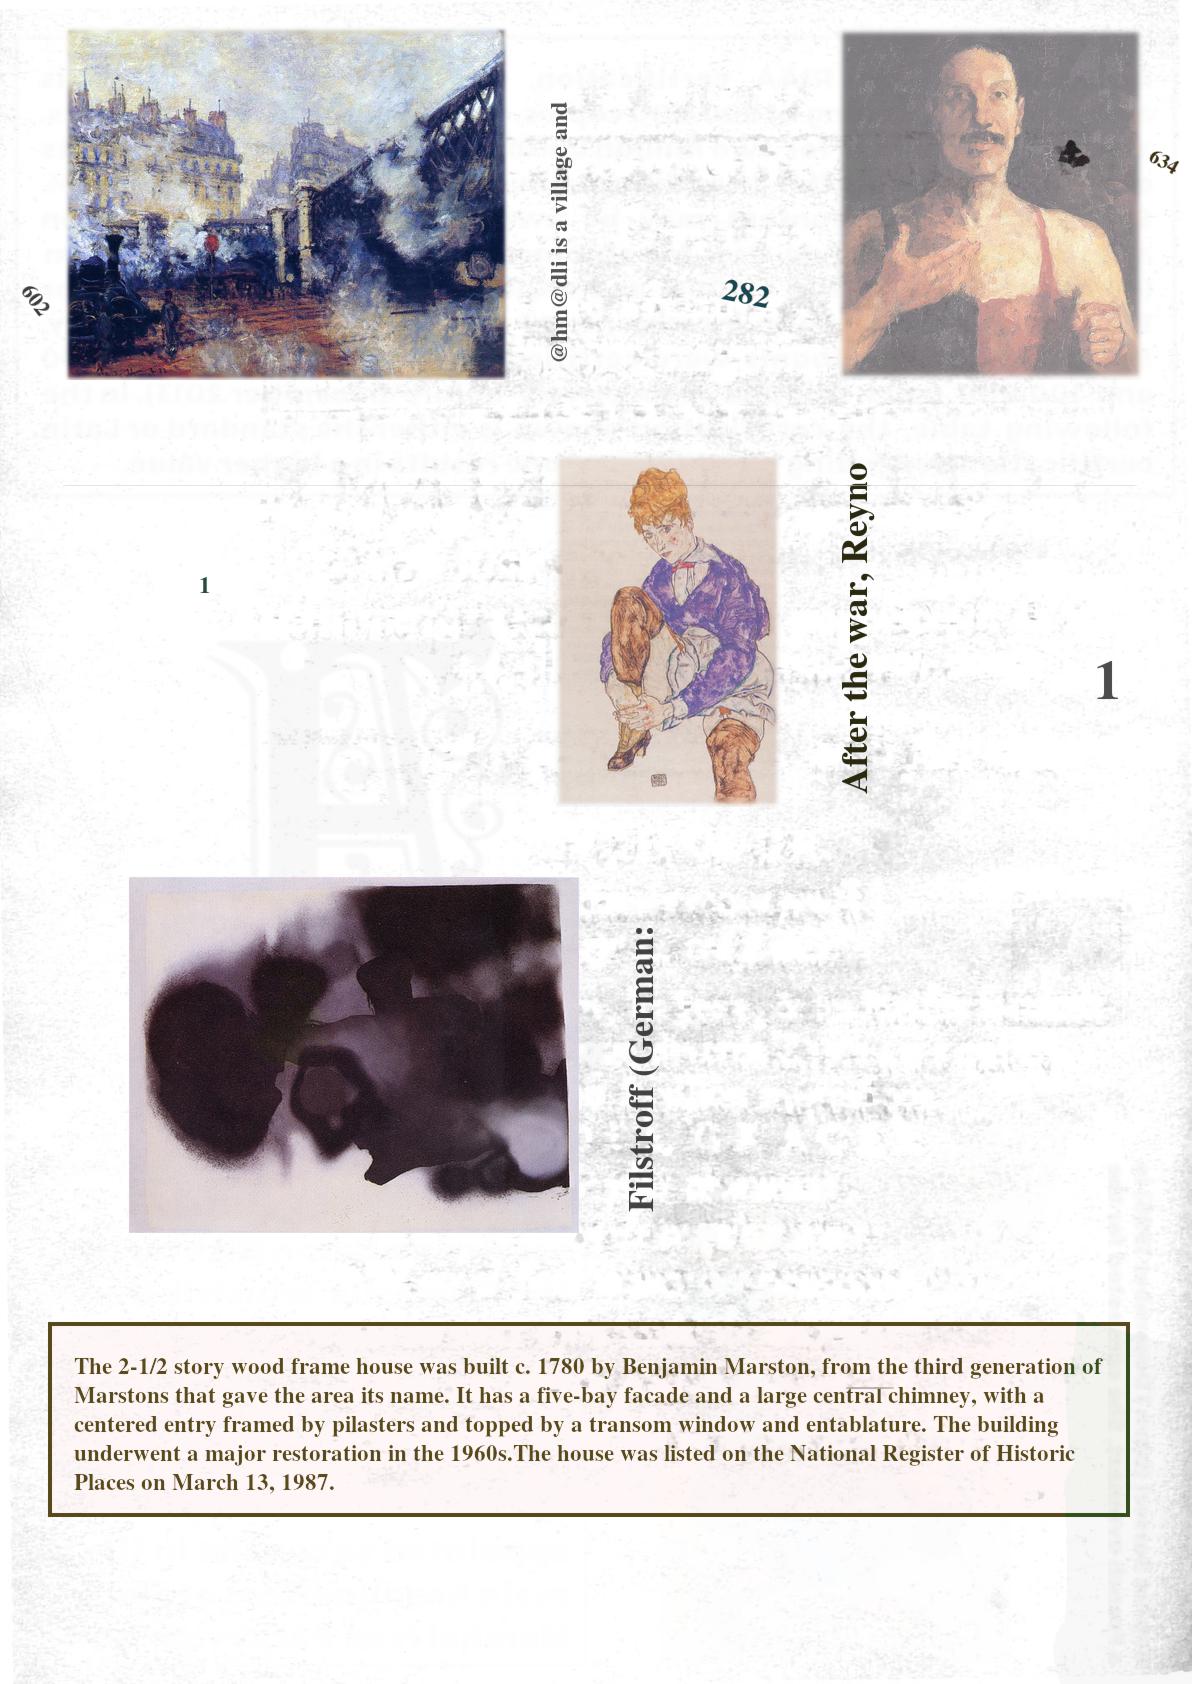 @hm@dli is a village and
634
602
282
After the war, Reyno
1
1
Filstroff (German:
The 2-1/2 story wood frame house was built c. 1780 by Benjamin Marston, from the third generation of
Marstons that gave the area its name. It has a five-bay facade and a large central chimney, with a
centered entry framed by pilasters and topped by a transom window and entablature. The building
underwent a major restoration in the 1960s.The house was listed on the National Register of Historic
Places on March 13, 1987.